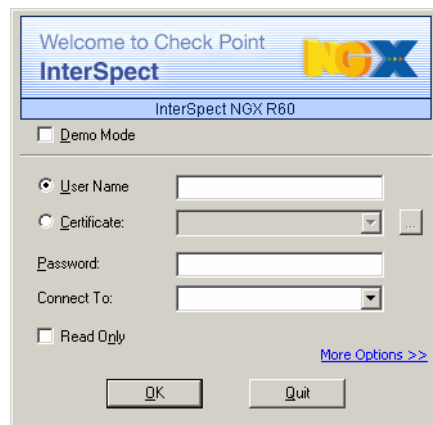 Welcome to Check Point
InterSpect
NGX
InterSpect NGX R60
Demo Mode
User Name
Certificate:
...
Password:
Connect To:
Read Only
More Options >>
OK
Quit